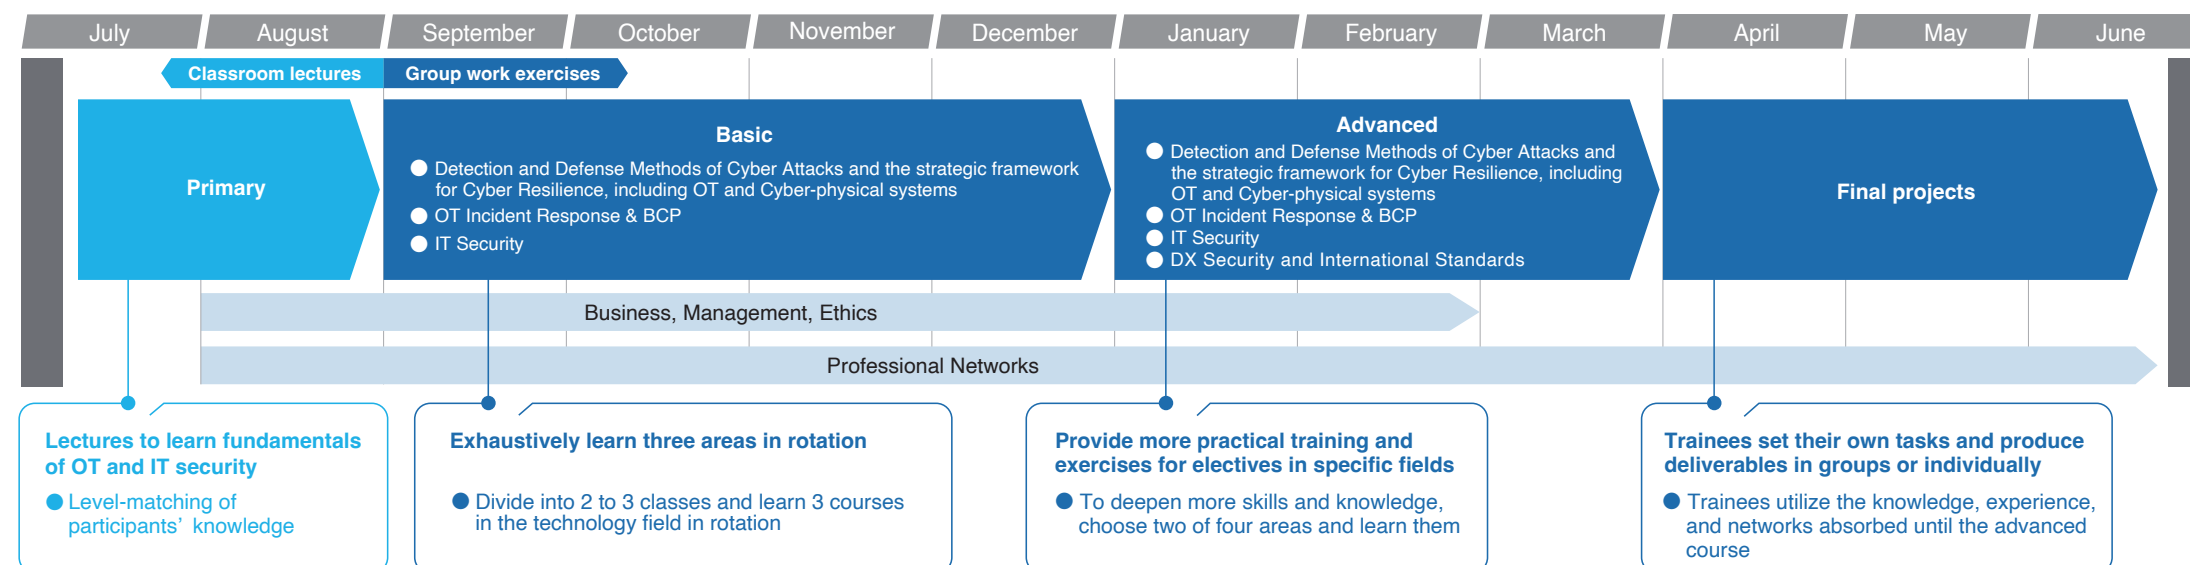 July
August
September
October
November
December
January
February
March
April
May
June
Classroom lectures
Group work exercises
Primary
Basic
Detection and Defense Methods of Cyber Attacks and the strategic framework
for Cyber Resilience, including OT and Cyber-physical systems
OT Incident Response & BCP
IT Security
Advanced
Detection and Defense Methods of Cyber Attacks and
the strategic framework for Cyber Resilience, including
OT and Cyber-physical systems
OT Incident Response & BCP
IT Security
DX Security and International Standards
Final projects
Business, Management, Ethics
Professional Networks
Lectures to learn fundamentals
of OT and IT security
Level-matching of
participants’ knowledge
Exhaustively learn three areas in rotation
Divide into 2 to 3 classes and learn 3 courses
in the technology field in rotation
Provide more practical training and
exercises for electives in specific fields
To deepen more skills and knowledge,
choose two of four areas and learn them
Trainees set their own tasks and produce
deliverables in groups or individually
Trainees utilize the knowledge, experience,
and networks absorbed until the advanced
course